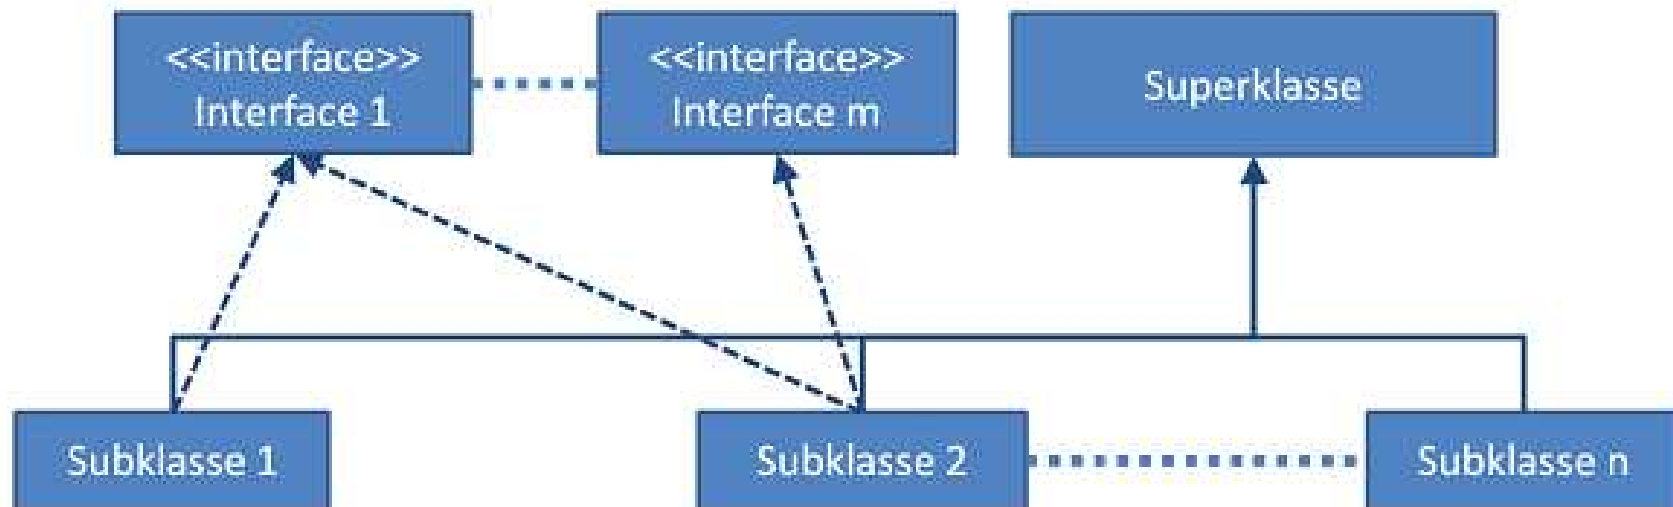 <<interface>>
Interface 1
<<interface>>
Interface m
Superklasse
Subklasse 1
Subklasse 2
Subklasse n